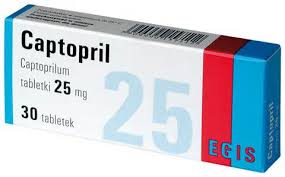 Captopril
Captoprilum
tabletki 25 mg
30 tabletek
25
EGIS